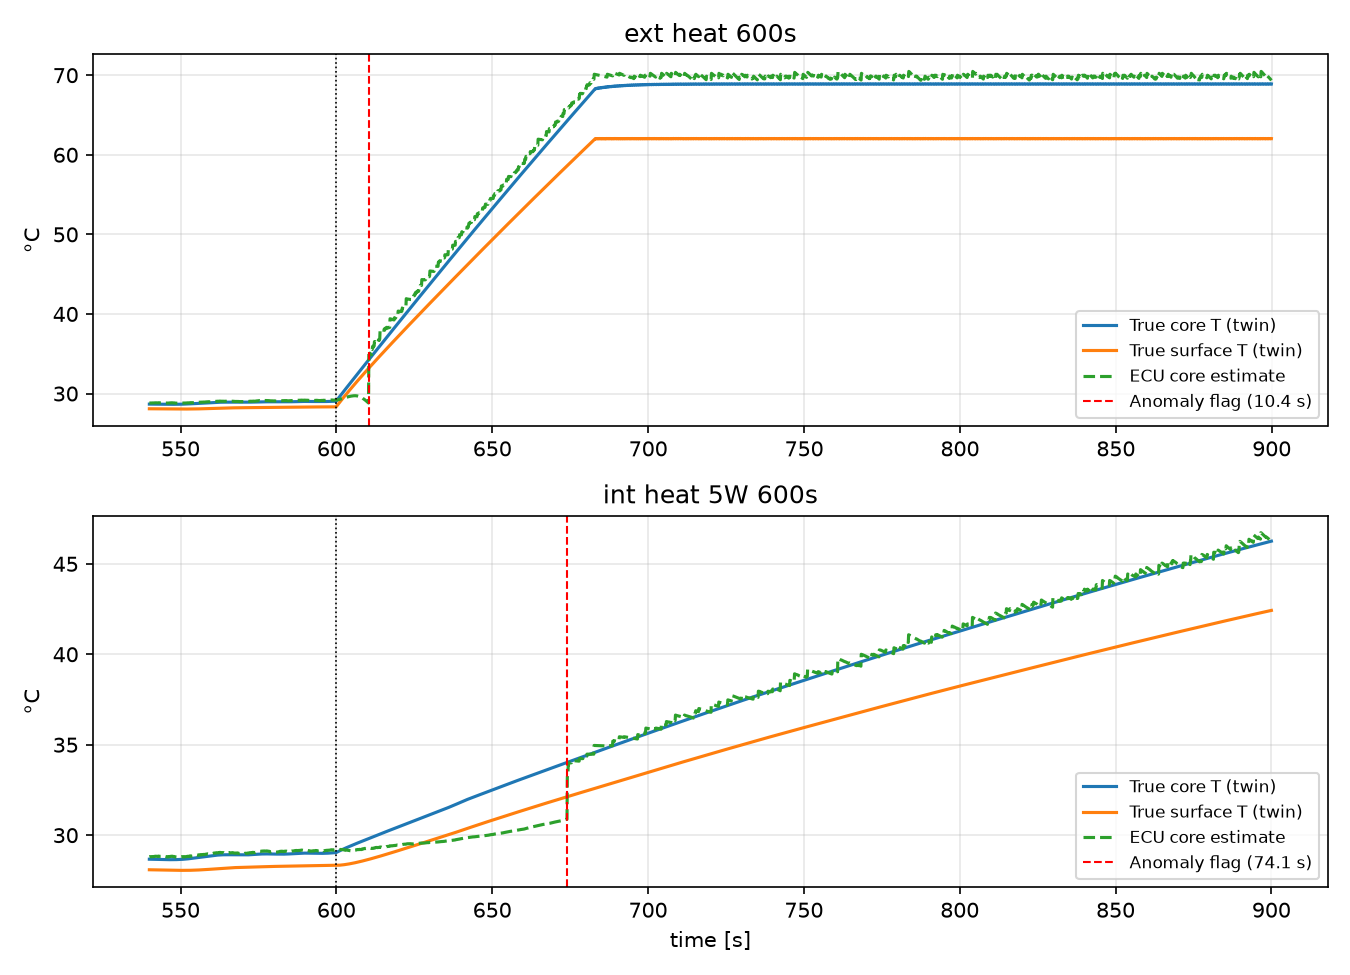 ext heat 600s
°C
70
60
50
40
30
True core T (twin)
True surface T (twin)
ECU core estimate
Anomaly flag (10.4 s)
550 600 650 700 750 800 850 900
int heat 5W 600s
°C
45
40
35
30
True core T (twin)
True surface T (twin)
ECU core estimate
Anomaly flag (74.1 s)
550 600 650 700 750 800 850 900
time [s]